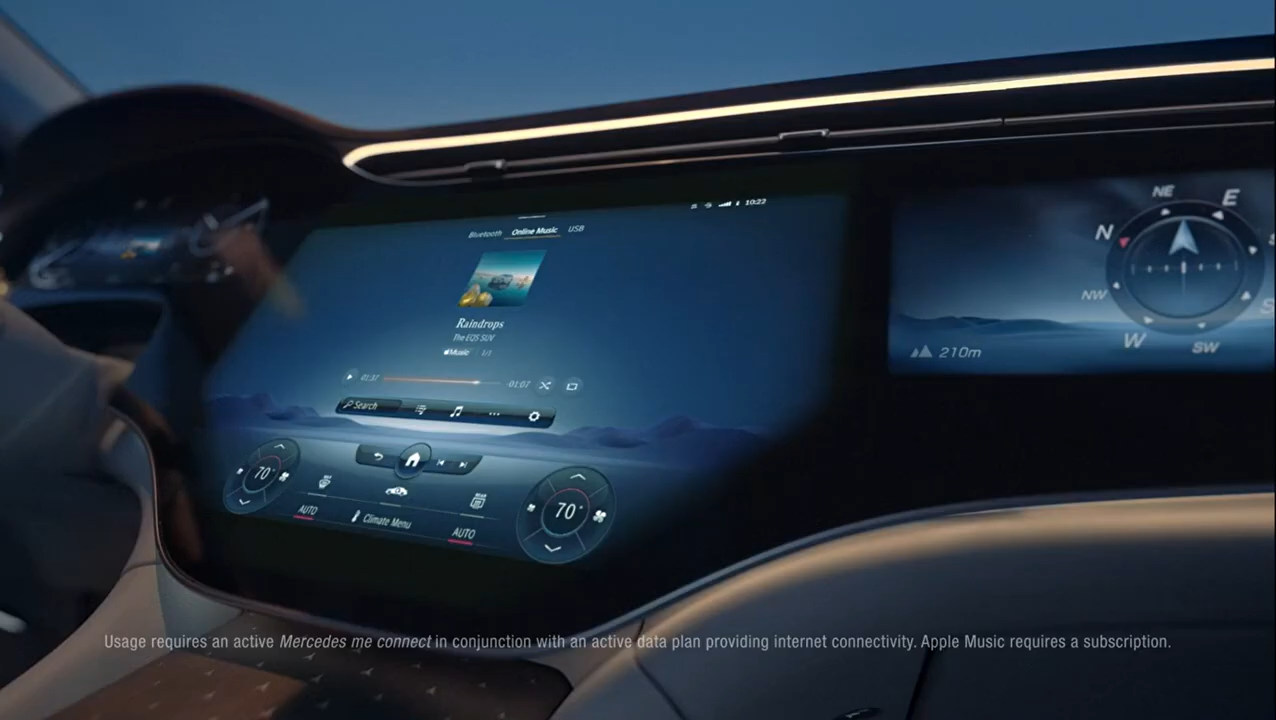 10:22
Bluetooth Online Music USB
Raindrops
The EQS SUV
Music 1/1
01:37 -01:07
Search
70°
70°
REAR
AUTO
Climate Menu
AUTO
NE
E
N
NW
W
SW
S
210m
Usage requires an active Mercedes me connect in conjunction with an active data plan providing internet connectivity. Apple Music requires a subscription.